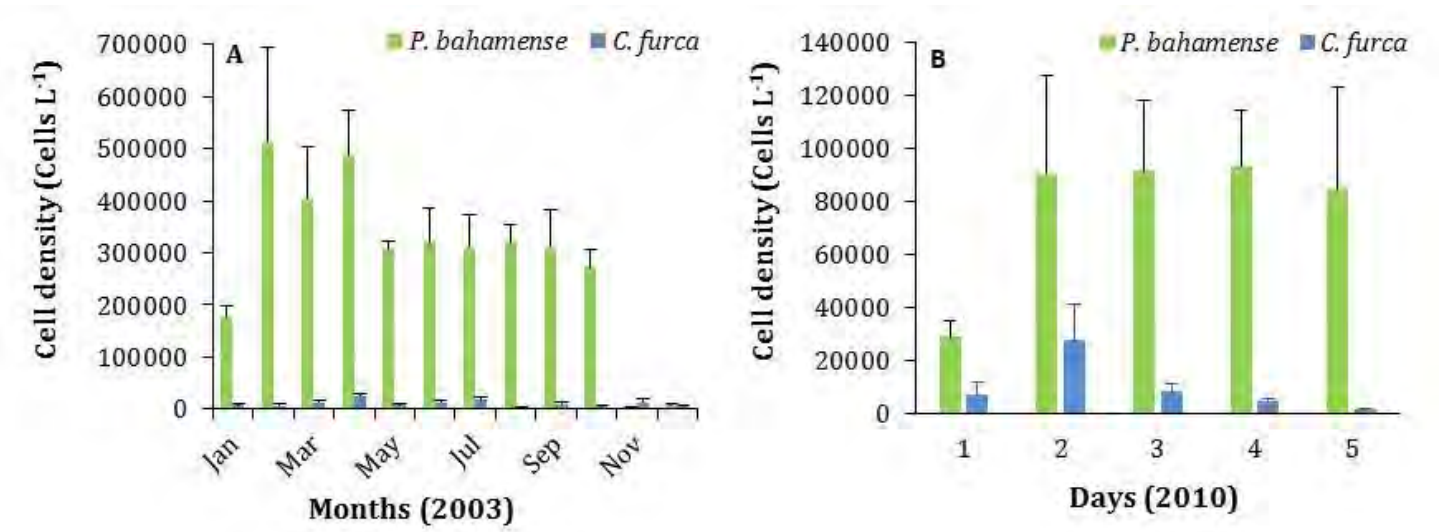 A
P. bahamense C. furca
Cell density (Cells L-1)
700000
600000
500000
400000
300000
200000
100000
0
Jan Mar May Jul Sep Nov
Months (2003)
B
P. bahamense C. furca
Cell density (Cells L-1)
140000
120000
100000
80000
60000
40000
20000
0
1 2 3 4 5
Days (2010)